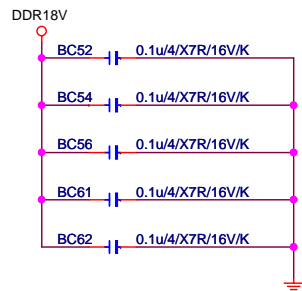 DDR18V
BC52 0.1u/4/X7R/16V/K
BC54 0.1u/4/X7R/16V/K
BC56 0.1u/4/X7R/16V/K
BC61 0.1u/4/X7R/16V/K
BC62 0.1u/4/X7R/16V/K